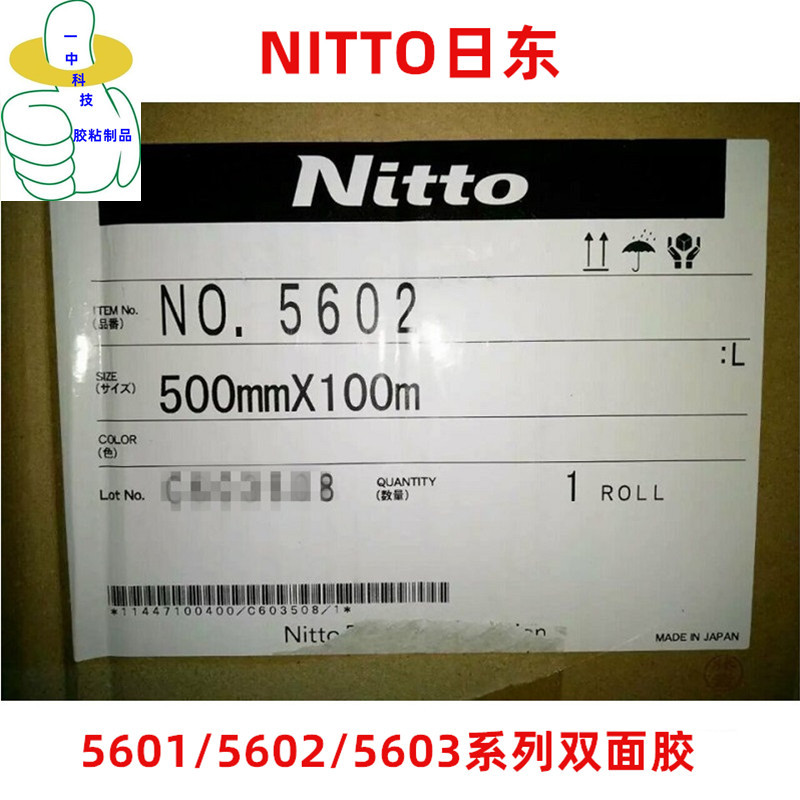 NITTO日东
一
中
科
技
胶粘制品
Nitto
ITEM No.
(品番)
NO. 5602
:L
SIZE
(サイズ)
500mmX100m
COLOR
(色)
Lot No.
8
QUANTITY
(数量)
1 ROLL
*11447100400/C603508/1*
Nitto
MADE IN JAPAN
5601/5602/5603系列双面胶